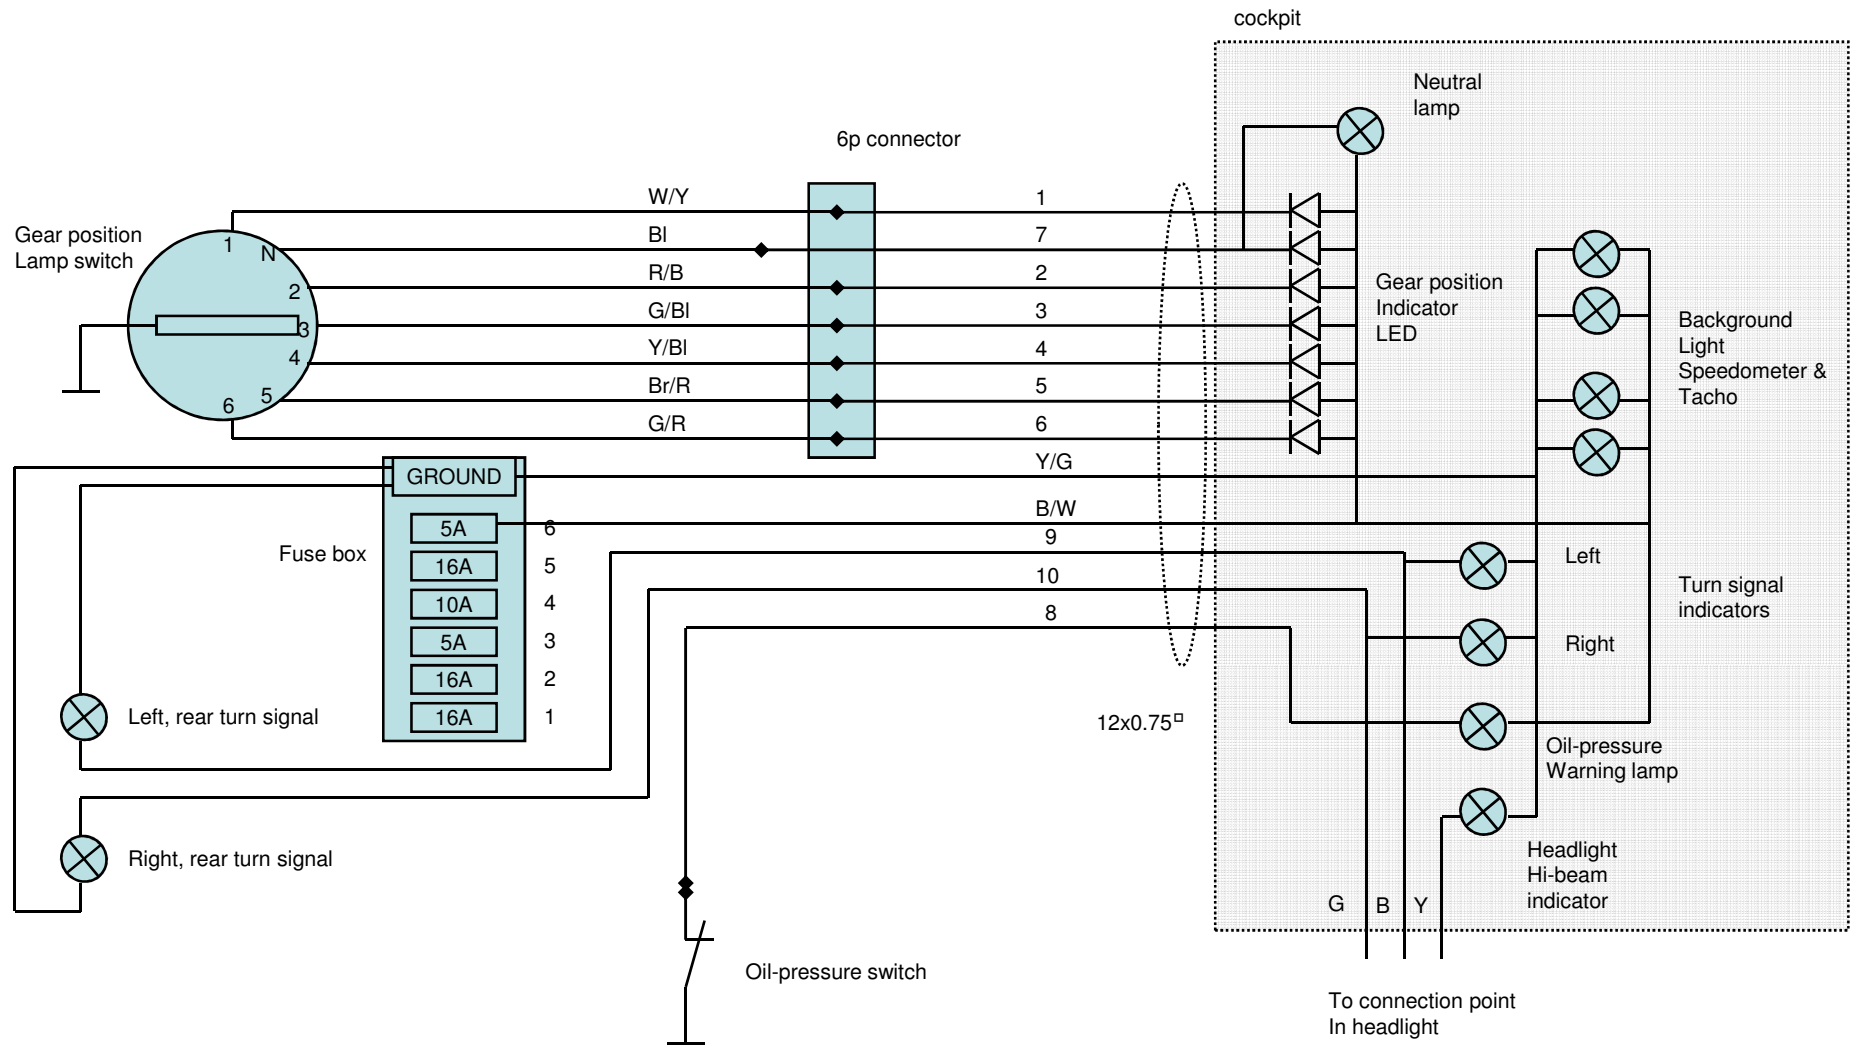 cockpit
Neutral
lamp
6p connector
W/Y
1
Gear position
Lamp switch
1
N
2
3
4
5
6
Bl
7
R/B
2
G/Bl
3
Y/Bl
4
Br/R
5
G/R
6
Gear position
Indicator
LED
Background
Light
Speedometer &
Tacho
Y/G
GROUND
B/W
5A
6
16A
5
10A
4
5A
3
16A
2
16A
1
Fuse box
9
10
8
Left
Turn signal
indicators
Right
Left, rear turn signal
12x0.75□
Oil-pressure
Warning lamp
Right, rear turn signal
Headlight
Hi-beam
indicator
G
B
Y
Oil-pressure switch
To connection point
In headlight